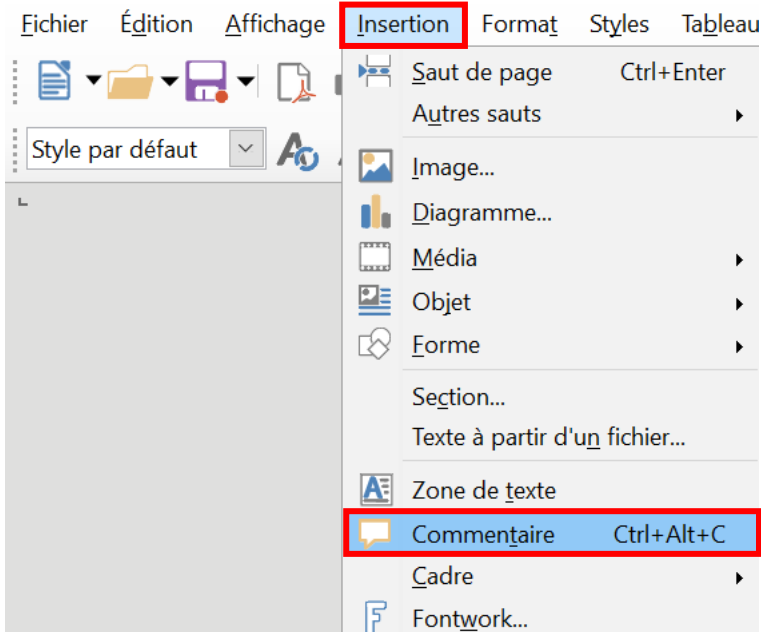 Fichier Édition Affichage Insertion Format Styles Tableau
Saut de page Ctrl+Enter
Autres sauts
Style par défaut
Image...
Diagramme...
Média
Objet
Forme
Section...
Texte à partir d'un fichier...
Zone de texte
Commentaire Ctrl+Alt+C
Cadre
Fontwork...